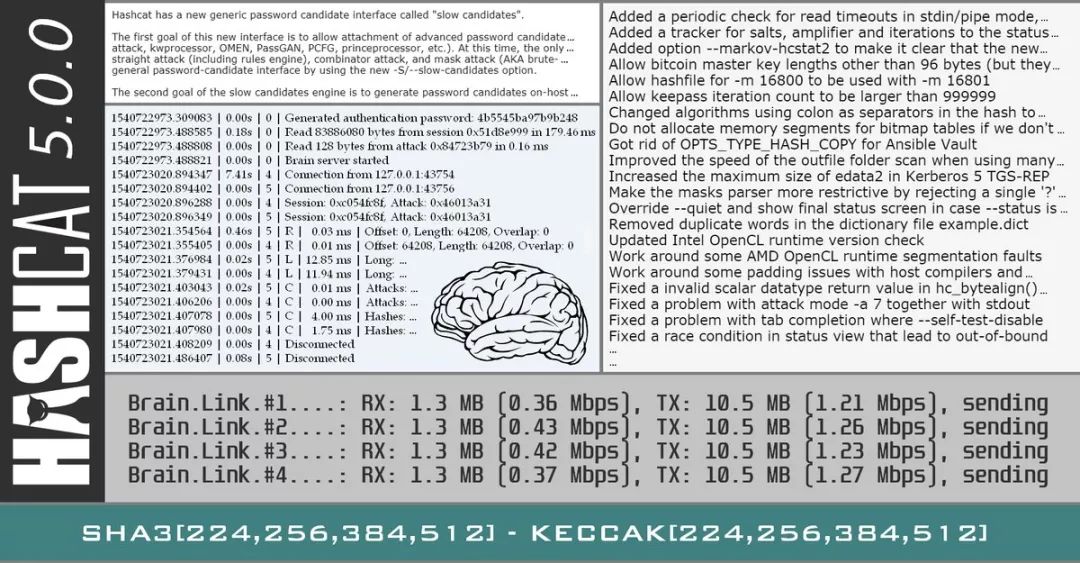 HASHCAT 5.0.0
Hashcat has a new generic password candidate interface called "slow candidates".
The first goal of this new interface is to allow attachment of advanced password candidate...
attack, kwprocessor, OMEN, PassGAN, PCFG, princeprocessor, etc.). At this time, the only ...
straight attack (including rules engine), combinator attack, and mask attack (AKA brute-...
general password-candidate interface by using the new -S/--slow-candidates option.
The second goal of the slow candidates engine is to generate password candidates on-host ...
1540722973.309083 | 0.00s | 0 | Generated authentication password: 4b5545ba97b9b248
1540722973.488585 | 0.18s | 0 | Read 83886080 bytes from session 0x51d8e999 in 179.46 ms
1540722973.488808 | 0.00s | 0 | Read 128 bytes from attack 0x84723b79 in 0.16 ms
1540722973.488821 | 0.00s | 0 | Brain server started
1540723020.894347 | 7.41s | 4 | Connection from 127.0.0.1:43754
1540723020.894402 | 0.00s | 5 | Connection from 127.0.0.1:43756
1540723020.896288 | 0.00s | 4 | Session: 0xc054fc8f, Attack: 0x46013a31
1540723020.896349 | 0.00s | 5 | Session: 0xc054fc8f, Attack: 0x46013a31
1540723021.354564 | 0.46s | 5 | R | 0.03 ms | Offset: 0, Length: 64208, Overlap: 0
1540723021.355405 | 0.00s | 4 | R | 0.01 ms | Offset: 64208, Length: 64208, Overlap: 0
1540723021.376984 | 0.02s | 5 | L | 12.85 ms | Long: ...
1540723021.379431 | 0.00s | 4 | L | 11.94 ms | Long: ...
1540723021.403043 | 0.02s | 5 | C | 0.01 ms | Attacks: ...
1540723021.406206 | 0.00s | 4 | C | 0.00 ms | Attacks: ...
1540723021.407078 | 0.00s | 5 | C | 4.00 ms | Hashes: ...
1540723021.407980 | 0.00s | 4 | C | 1.75 ms | Hashes: ...
1540723021.408209 | 0.00s | 4 | Disconnected
1540723021.486407 | 0.08s | 5 | Disconnected
Added a periodic check for read timeouts in stdin/pipe mode,...
Added a tracker for salts, amplifier and iterations to the status...
Added option --markov-hcstat2 to make it clear that the new...
Allow bitcoin master key lengths other than 96 bytes (but they...
Allow hashfile for -m 16800 to be used with -m 16801
Allow keepass iteration count to be larger than 999999
Changed algorithms using colon as separators in the hash to...
Do not allocate memory segments for bitmap tables if we don't...
Got rid of OPTS_TYPE_HASH_COPY for Ansible Vault
Improved the speed of the outfile folder scan when using many...
Increased the maximum size of edata2 in Kerberos 5 TGS-REP
Make the masks parser more restrictive by rejecting a single '?'...
Override --quiet and show final status screen in case --status is...
Removed duplicate words in the dictionary file example.dict
Updated Intel OpenCL runtime version check
Work around some AMD OpenCL runtime segmentation faults
Work around some padding issues with host compilers and...
Fixed a invalid scalar datatype return value in hc_bytealign()...
Fixed a problem with attack mode -a 7 together with stdout
Fixed a problem with tab completion where --self-test-disable
Fixed a race condition in status view that lead to out-of-bound
...
...
Brain.Link.#1....: RX: 1.3 MB [0.36 Mbps], TX: 10.5 MB [1.21 Mbps], sending
Brain.Link.#2....: RX: 1.3 MB [0.43 Mbps], TX: 10.5 MB [1.26 Mbps], sending
Brain.Link.#3....: RX: 1.3 MB [0.42 Mbps], TX: 10.5 MB [1.23 Mbps], sending
Brain.Link.#4....: RX: 1.3 MB [0.37 Mbps], TX: 10.5 MB [1.27 Mbps], sending
SHA3[224,256,384,512] - KECCAK[224,256,384,512]